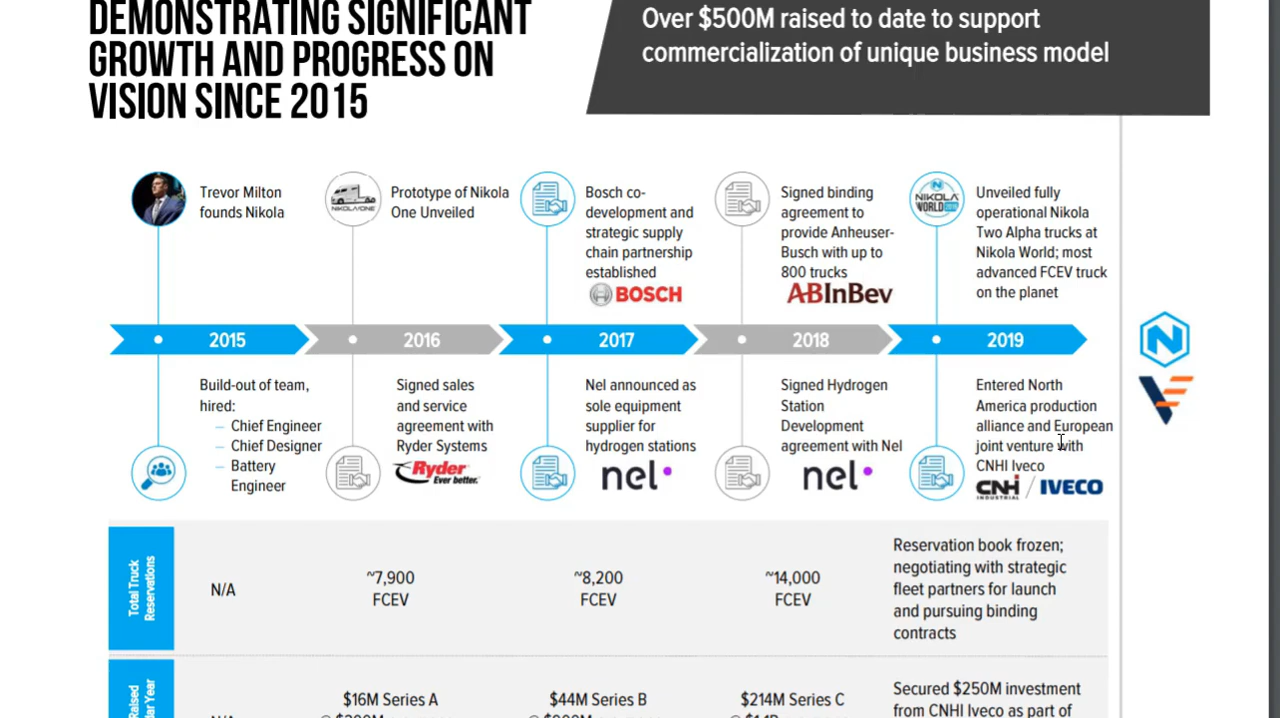 DEMONSTRATING SIGNIFICANT
GROWTH AND PROGRESS ON
VISION SINCE 2015
Over $500M raised to date to support
commercialization of unique business model
Trevor Milton
founds Nikola
NIKOLA ONE
Prototype of Nikola
One Unveiled
Bosch co-
development and
strategic supply
chain partnership
established
BOSCH
Signed binding
agreement to
provide Anheuser-
Busch with up to
800 trucks
ABInBev
NIKOLA
WORLD
Unveiled fully
operational Nikola
Two Alpha trucks at
Nikola World; most
advanced FCEV truck
on the planet
2015
2016
2017
2018
2019
N
Build-out of team,
hired:
– Chief Engineer
– Chief Designer
– Battery
Engineer
Signed sales
and service
agreement with
Ryder Systems
Ryder
Ever better.
Nel announced as
sole equipment
supplier for
hydrogen stations
nel
Signed Hydrogen
Station
Development
agreement with Nel
nel
Entered North
America production
alliance and European
joint venture with
CNHI Iveco
CNH
INDUSTRIAL
/ IVECO
Total Truck
Reservations
N/A
~7,900
FCEV
~8,200
FCEV
~14,000
FCEV
Reservation book frozen;
negotiating with strategic
fleet partners for launch
and pursuing binding
contracts
$16M Series A
$44M Series B
$214M Series C
Secured $250M investment
from CNHI Iveco as part of